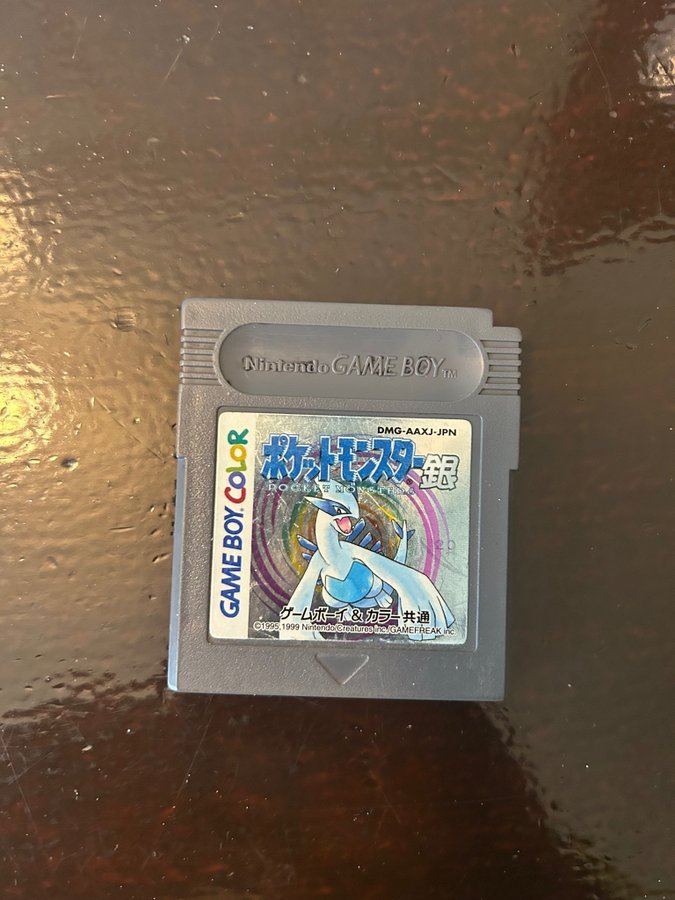 Nintendo GAME BOY™
DMG-AAXJ-JPN
GAME BOY COLOR
ポケットモンスター銀
POCKET MONSTERS
20
ゲームボーイ & カラー共通
©1995,1999 Nintendo/Creatures inc./GAMEFREAK inc.